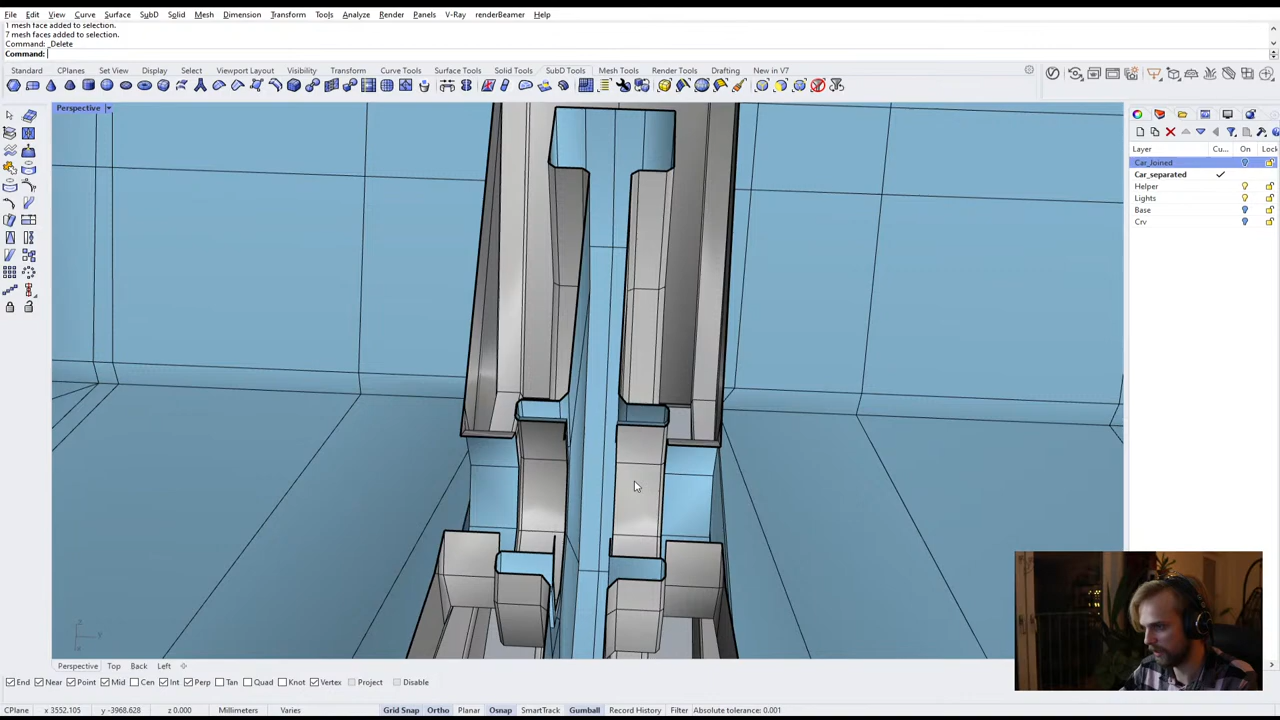 File Edit View Curve Surface SubD Solid Mesh Dimension Transform Tools Analyze Render Panels V-Ray renderBeamer Help
1 mesh face added to selection.
7 mesh faces added to selection.
Command: _Delete
Command:
Standard CPlanes Set View Display Select Viewport Layout Visibility Transform Curve Tools Surface Tools Solid Tools SubD Tools Mesh Tools Render Tools Drafting New in V7
Perspective
Layer Cu... On Lock
Car_Joined
Car_separated
Helper
Lights
Base
Crv
z
y
x
Perspective Top Back Left
End Near Point Mid Cen Int Perp Tan Quad Knot Vertex Project Disable
CPlane x 3552.105 y -3968.628 z 0.000 Millimeters Varies Grid Snap Ortho Planar Osnap SmartTrack Gumball Record History Filter Absolute tolerance: 0.001